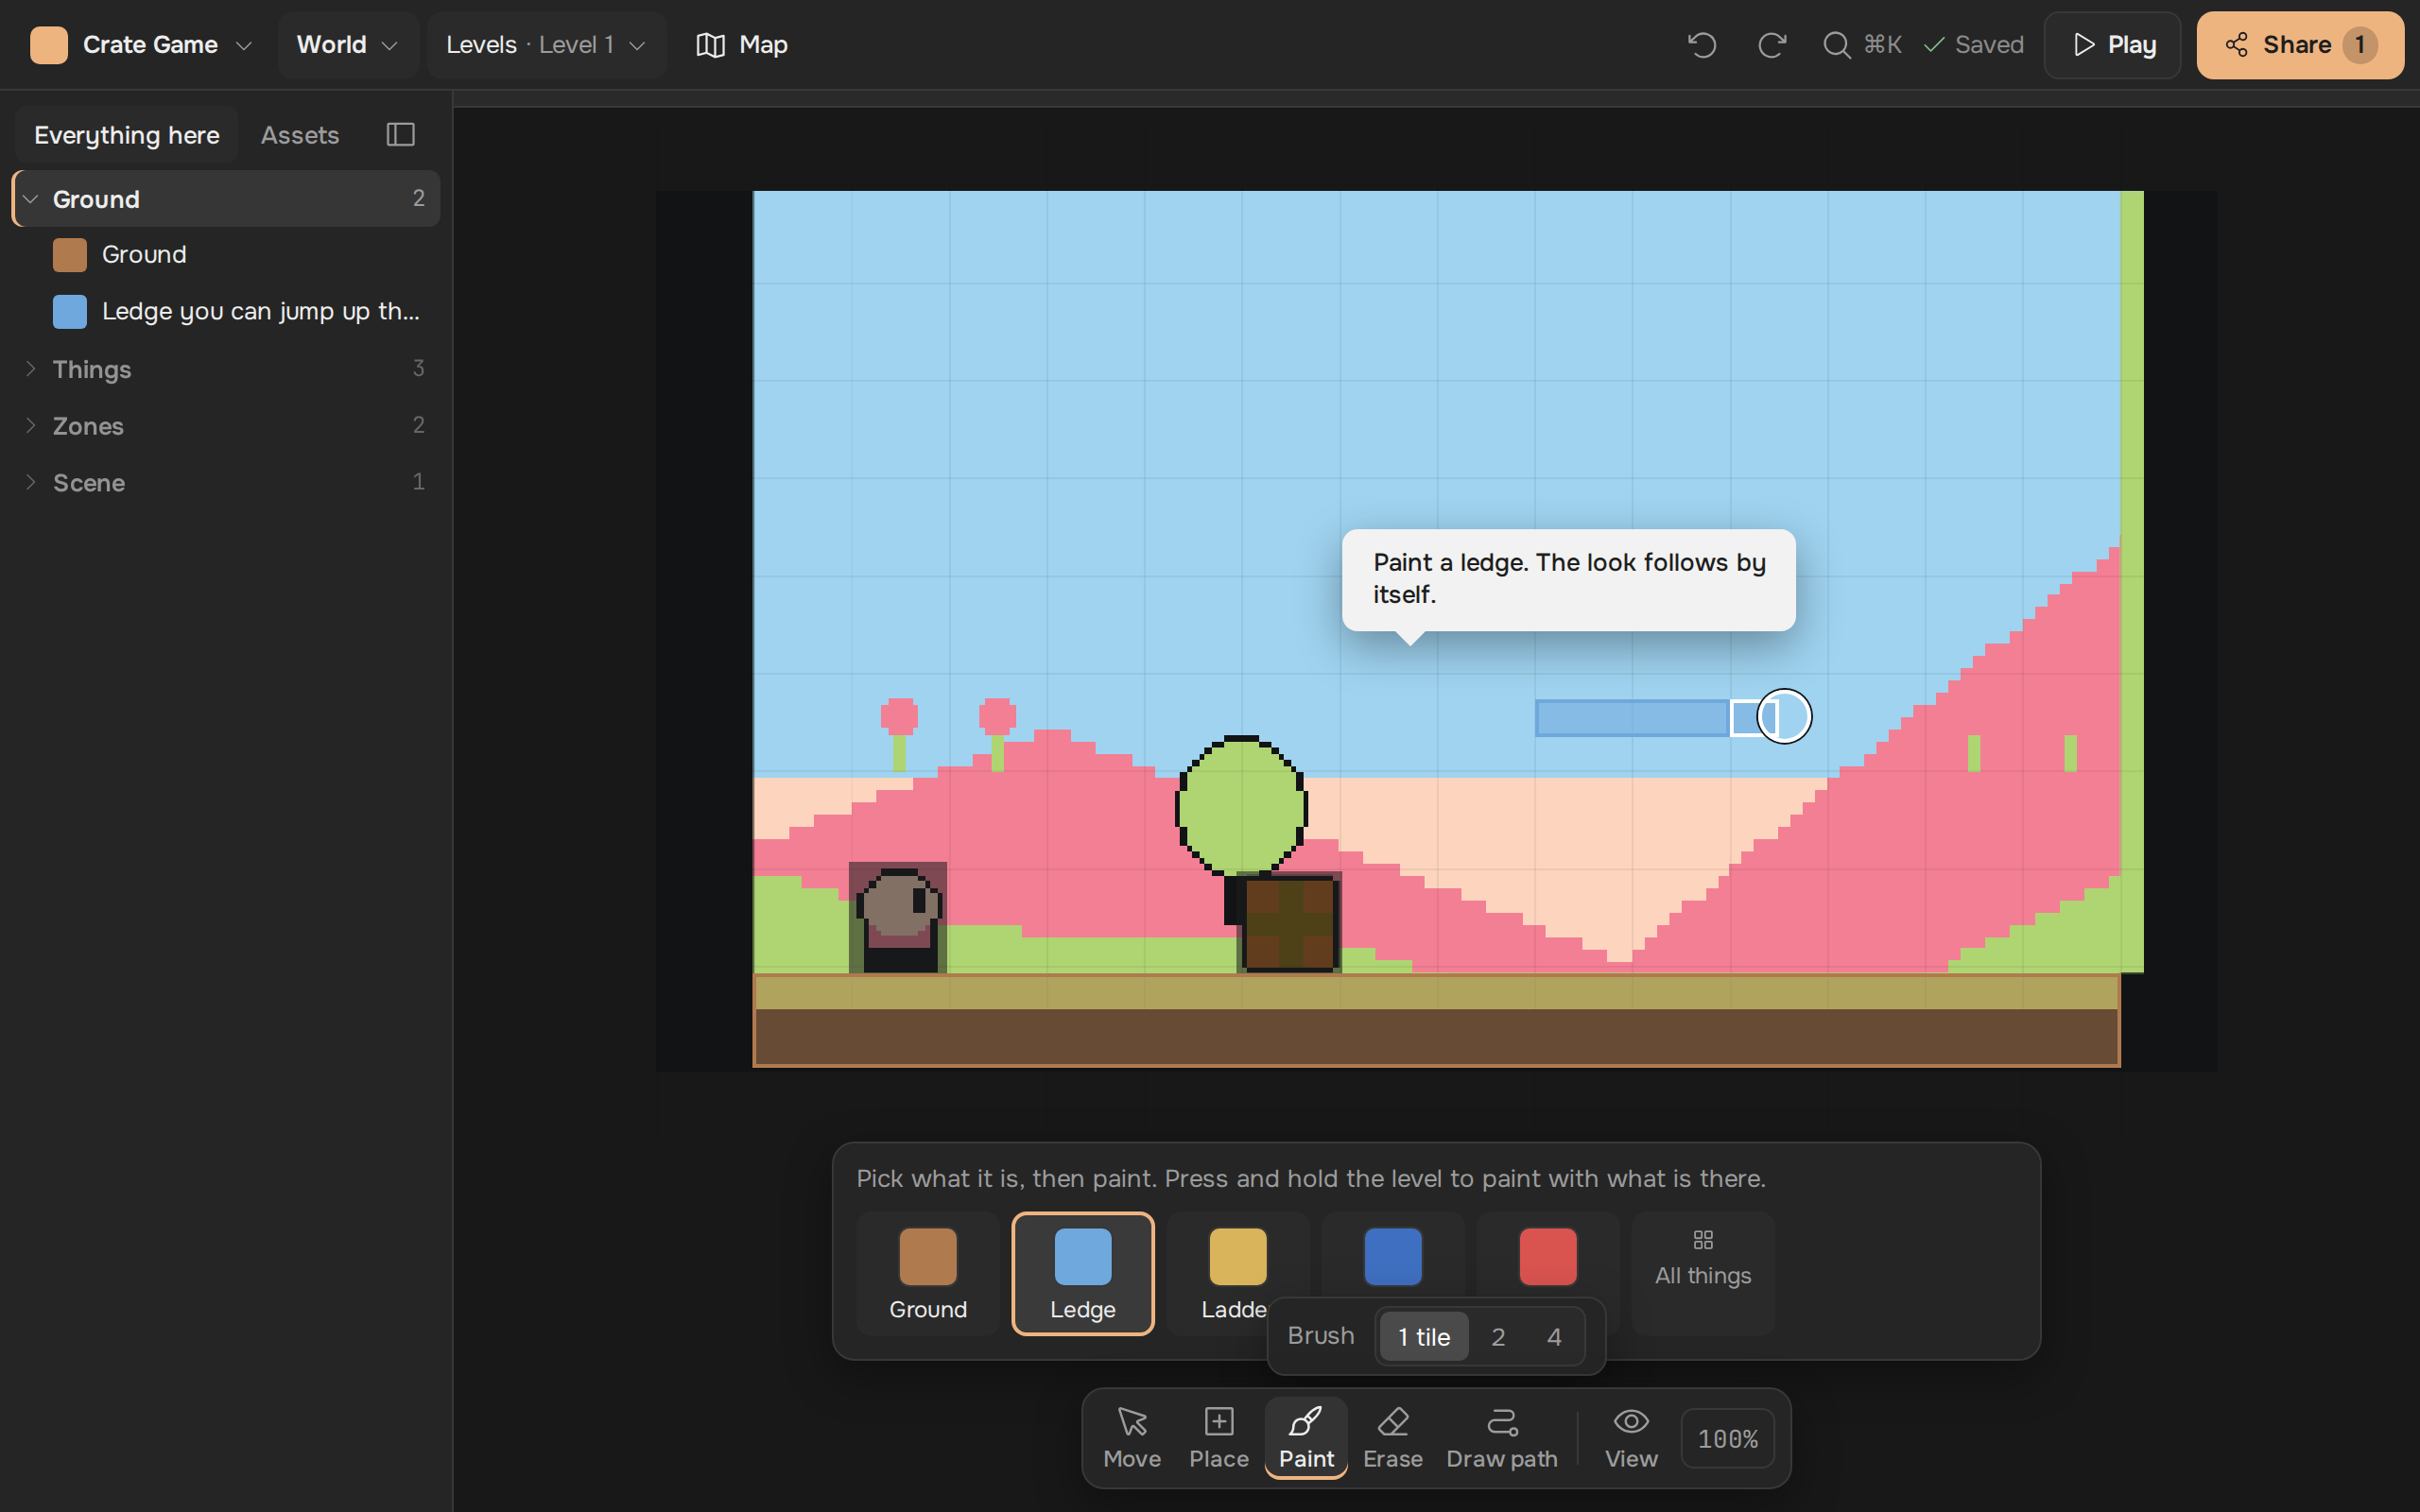 Crate Game
World
Levels · Level 1
Map
⌘K
Saved
Play
Share 1
Everything here
Assets
Ground 2
Ground
Ledge you can jump up th...
Things 3
Zones 2
Scene 1
Paint a ledge. The look follows by
itself.
Pick what it is, then paint. Press and hold the level to paint with what is there.
Ground
Ledge
All things
Brush
1 tile
2
4
Move
Place
Paint
Erase
Draw path
View
100%